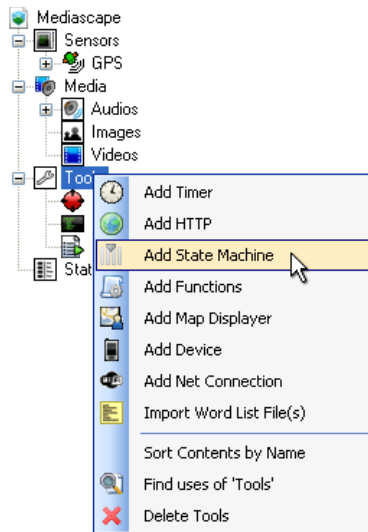 Mediascape
Sensors
GPS
Media
Audios
Images
Videos
Add Timer
Add HTTP
Add State Machine
Add Functions
Add Map Displayer
Add Device
Add Net Connection
Import Word List File(s)
Sort Contents by Name
Find uses of 'Tools'
Delete Tools